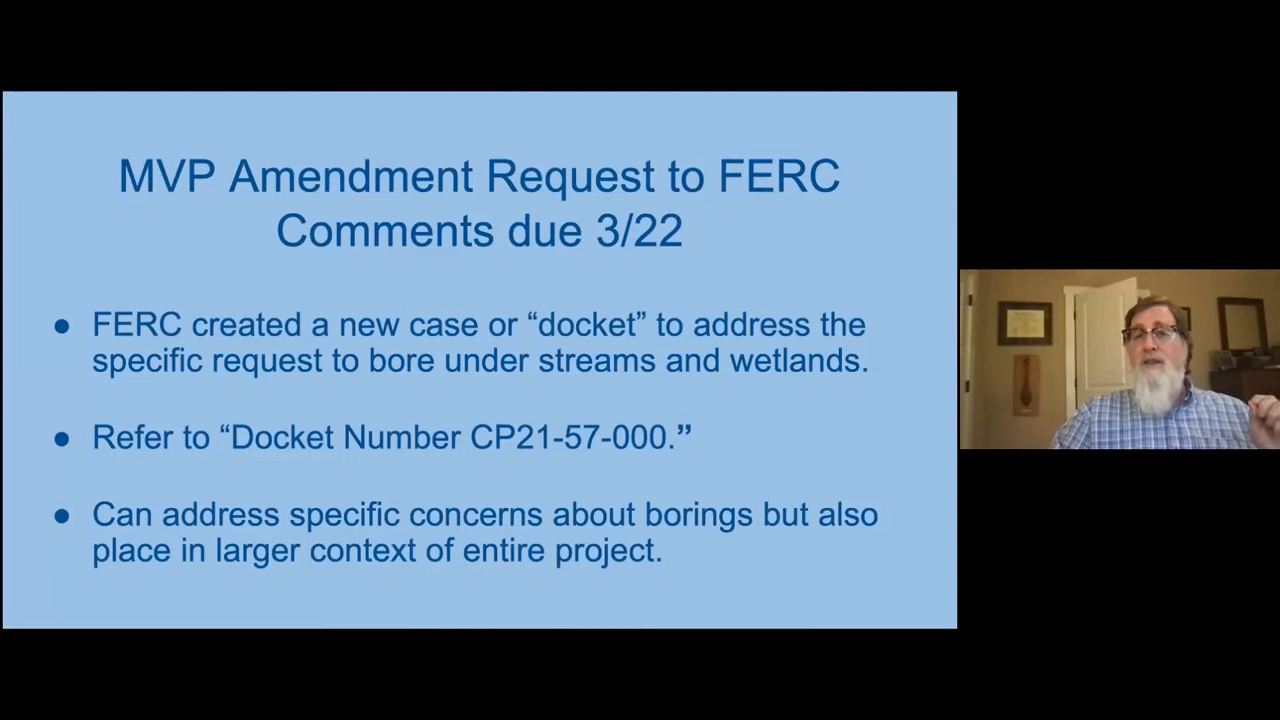 MVP Amendment Request to FERC
Comments due 3/22
● FERC created a new case or “docket” to address the
specific request to bore under streams and wetlands.
● Refer to “Docket Number CP21-57-000.”
● Can address specific concerns about borings but also
place in larger context of entire project.